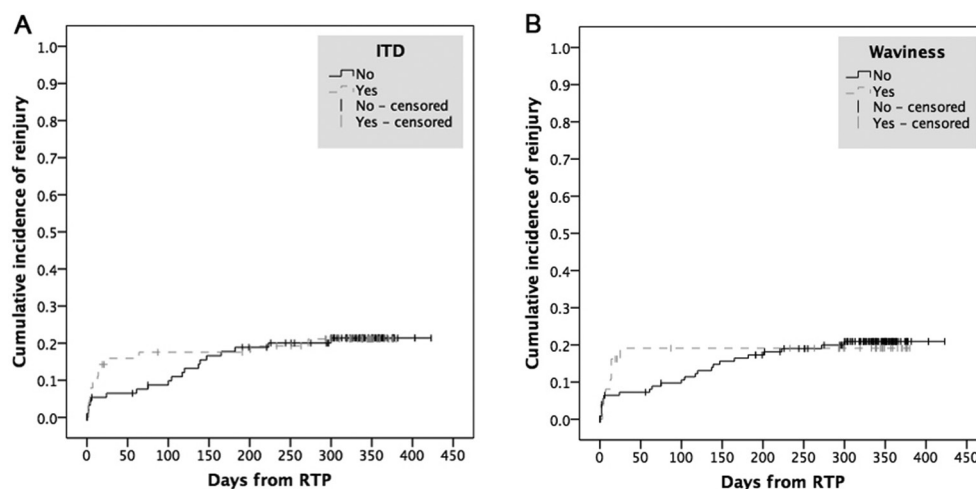 A
ITD
No
Yes
No – censored
Yes – censored
Cumulative incidence of reinjury
1.0
0.9
0.8
0.7
0.6
0.5
0.4
0.3
0.2
0.1
0.0
0 50 100 150 200 250 300 350 400 450
Days from RTP
B
Waviness
No
Yes
No – censored
Yes – censored
Cumulative incidence of reinjury
1.0
0.9
0.8
0.7
0.6
0.5
0.4
0.3
0.2
0.1
0.0
0 50 100 150 200 250 300 350 400 450
Days from RTP